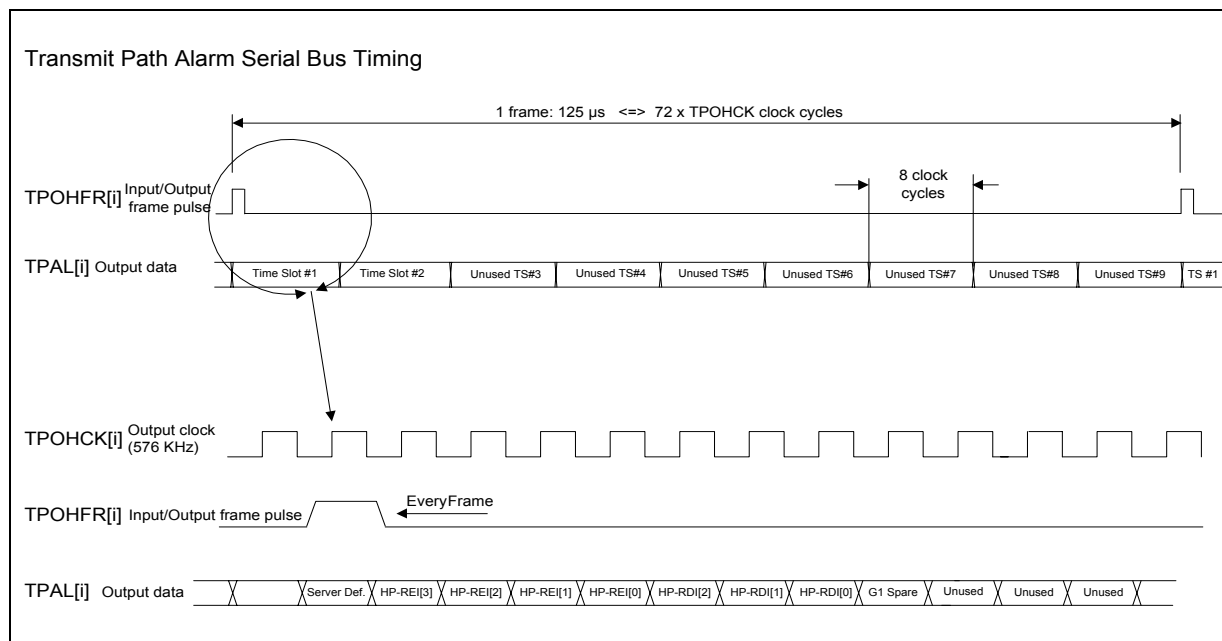 Transmit Path Alarm Serial Bus Timing
1 frame: 125 µs <=> 72 x TPOHCK clock cycles
TPOHFR[i] Input/Output frame pulse
8 clock cycles
TPAL[i] Output data
Time Slot #1 Time Slot #2 Unused TS#3 Unused TS#4 Unused TS#5 Unused TS#6 Unused TS#7 Unused TS#8 Unused TS#9 TS #1
TPOHCK[i] Output clock (576 KHz)
TPOHFR[i] Input/Output frame pulse
EveryFrame
TPAL[i] Output data
Server Def. HP-REI[3] HP-REI[2] HP-REI[1] HP-REI[0] HP-RDI[2] HP-RDI[1] HP-RDI[0] G1 Spare Unused Unused Unused